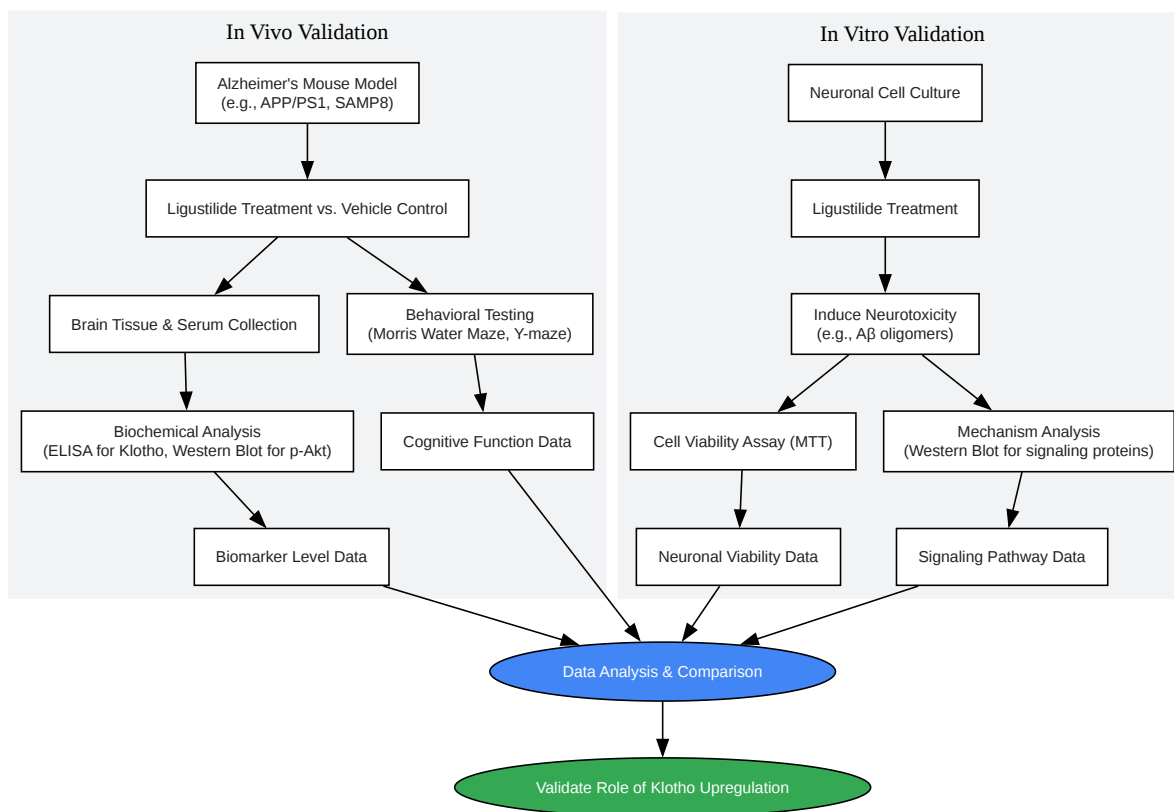 In Vivo Validation
Alzheimer's Mouse Model
(e.g., APP/PS1, SAMP8)
Ligustilide Treatment vs. Vehicle Control
Brain Tissue & Serum Collection
Behavioral Testing
(Morris Water Maze, Y-maze)
Biochemical Analysis
(ELISA for Klotho, Western Blot for p-Akt)
Cognitive Function Data
Biomarker Level Data
In Vitro Validation
Neuronal Cell Culture
Ligustilide Treatment
Induce Neurotoxicity
(e.g., Aβ oligomers)
Cell Viability Assay (MTT)
Mechanism Analysis
(Western Blot for signaling proteins)
Neuronal Viability Data
Signaling Pathway Data
Data Analysis & Comparison
Validate Role of Klotho Upregulation